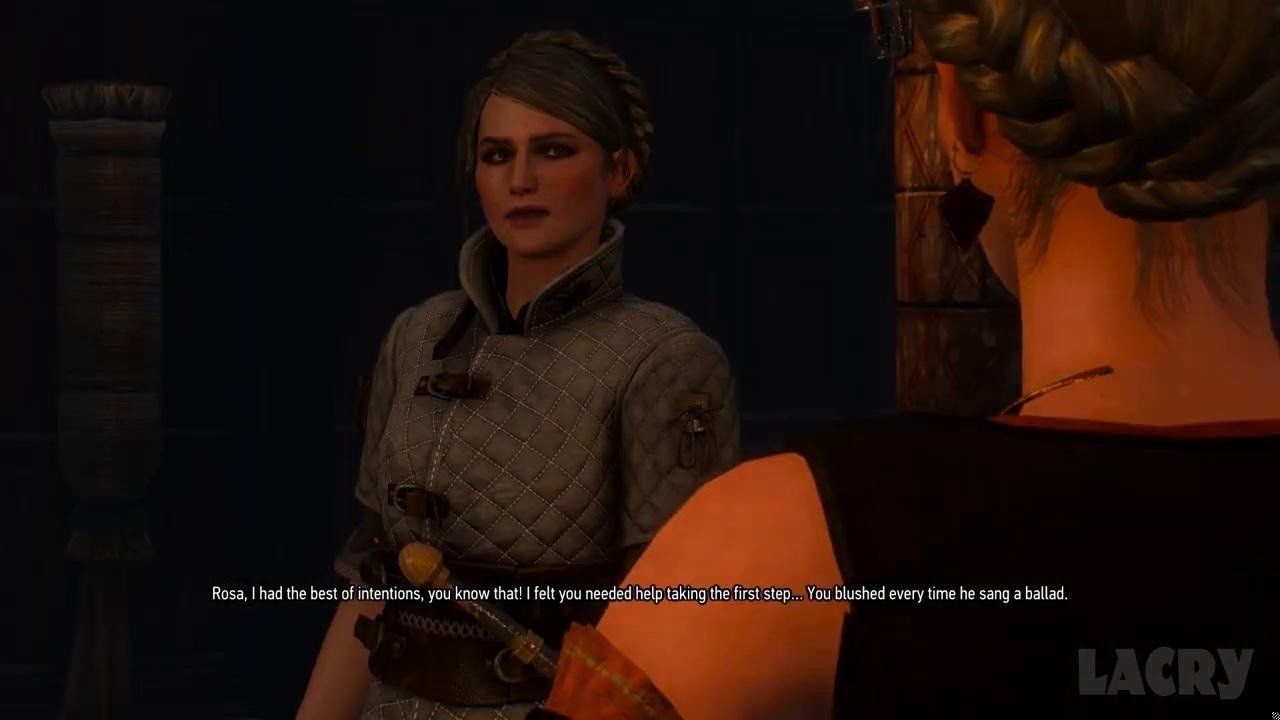 Rosa, I had the best of intentions, you know that! I felt you needed help taking the first step... You blushed every time he sang a ballad.
LACRY